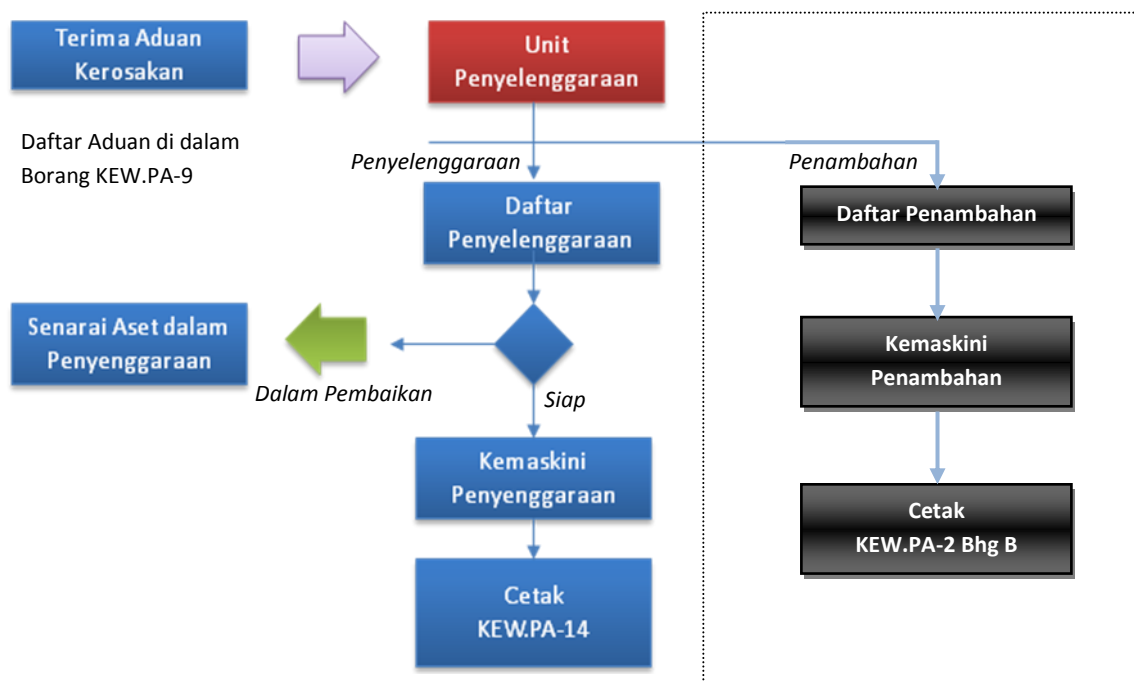 Terima Aduan
Kerosakan
Unit
Penyelenggaraan
Daftar Aduan di dalam
Borang KEW.PA-9
Penyelenggaraan
Penambahan
Daftar
Penyelenggaraan
Daftar Penambahan
Senarai Aset dalam
Penyenggaraan
Dalam Pembaikan
Siap
Kemaskini
Penambahan
Kemaskini
Penyenggaraan
Cetak
KEW.PA-2 Bhg B
Cetak
KEW.PA-14